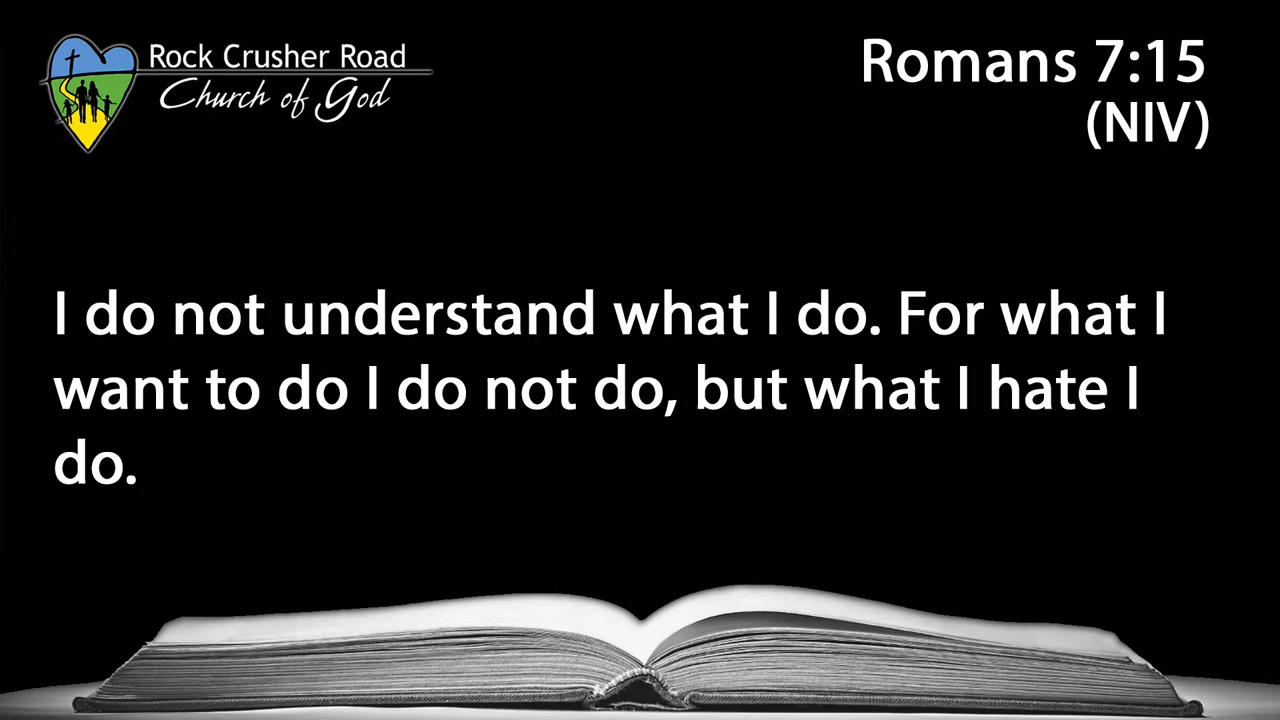 Rock Crusher Road
Church of God
Romans 7:15
(NIV)
I do not understand what I do. For what I
want to do I do not do, but what I hate I
do.